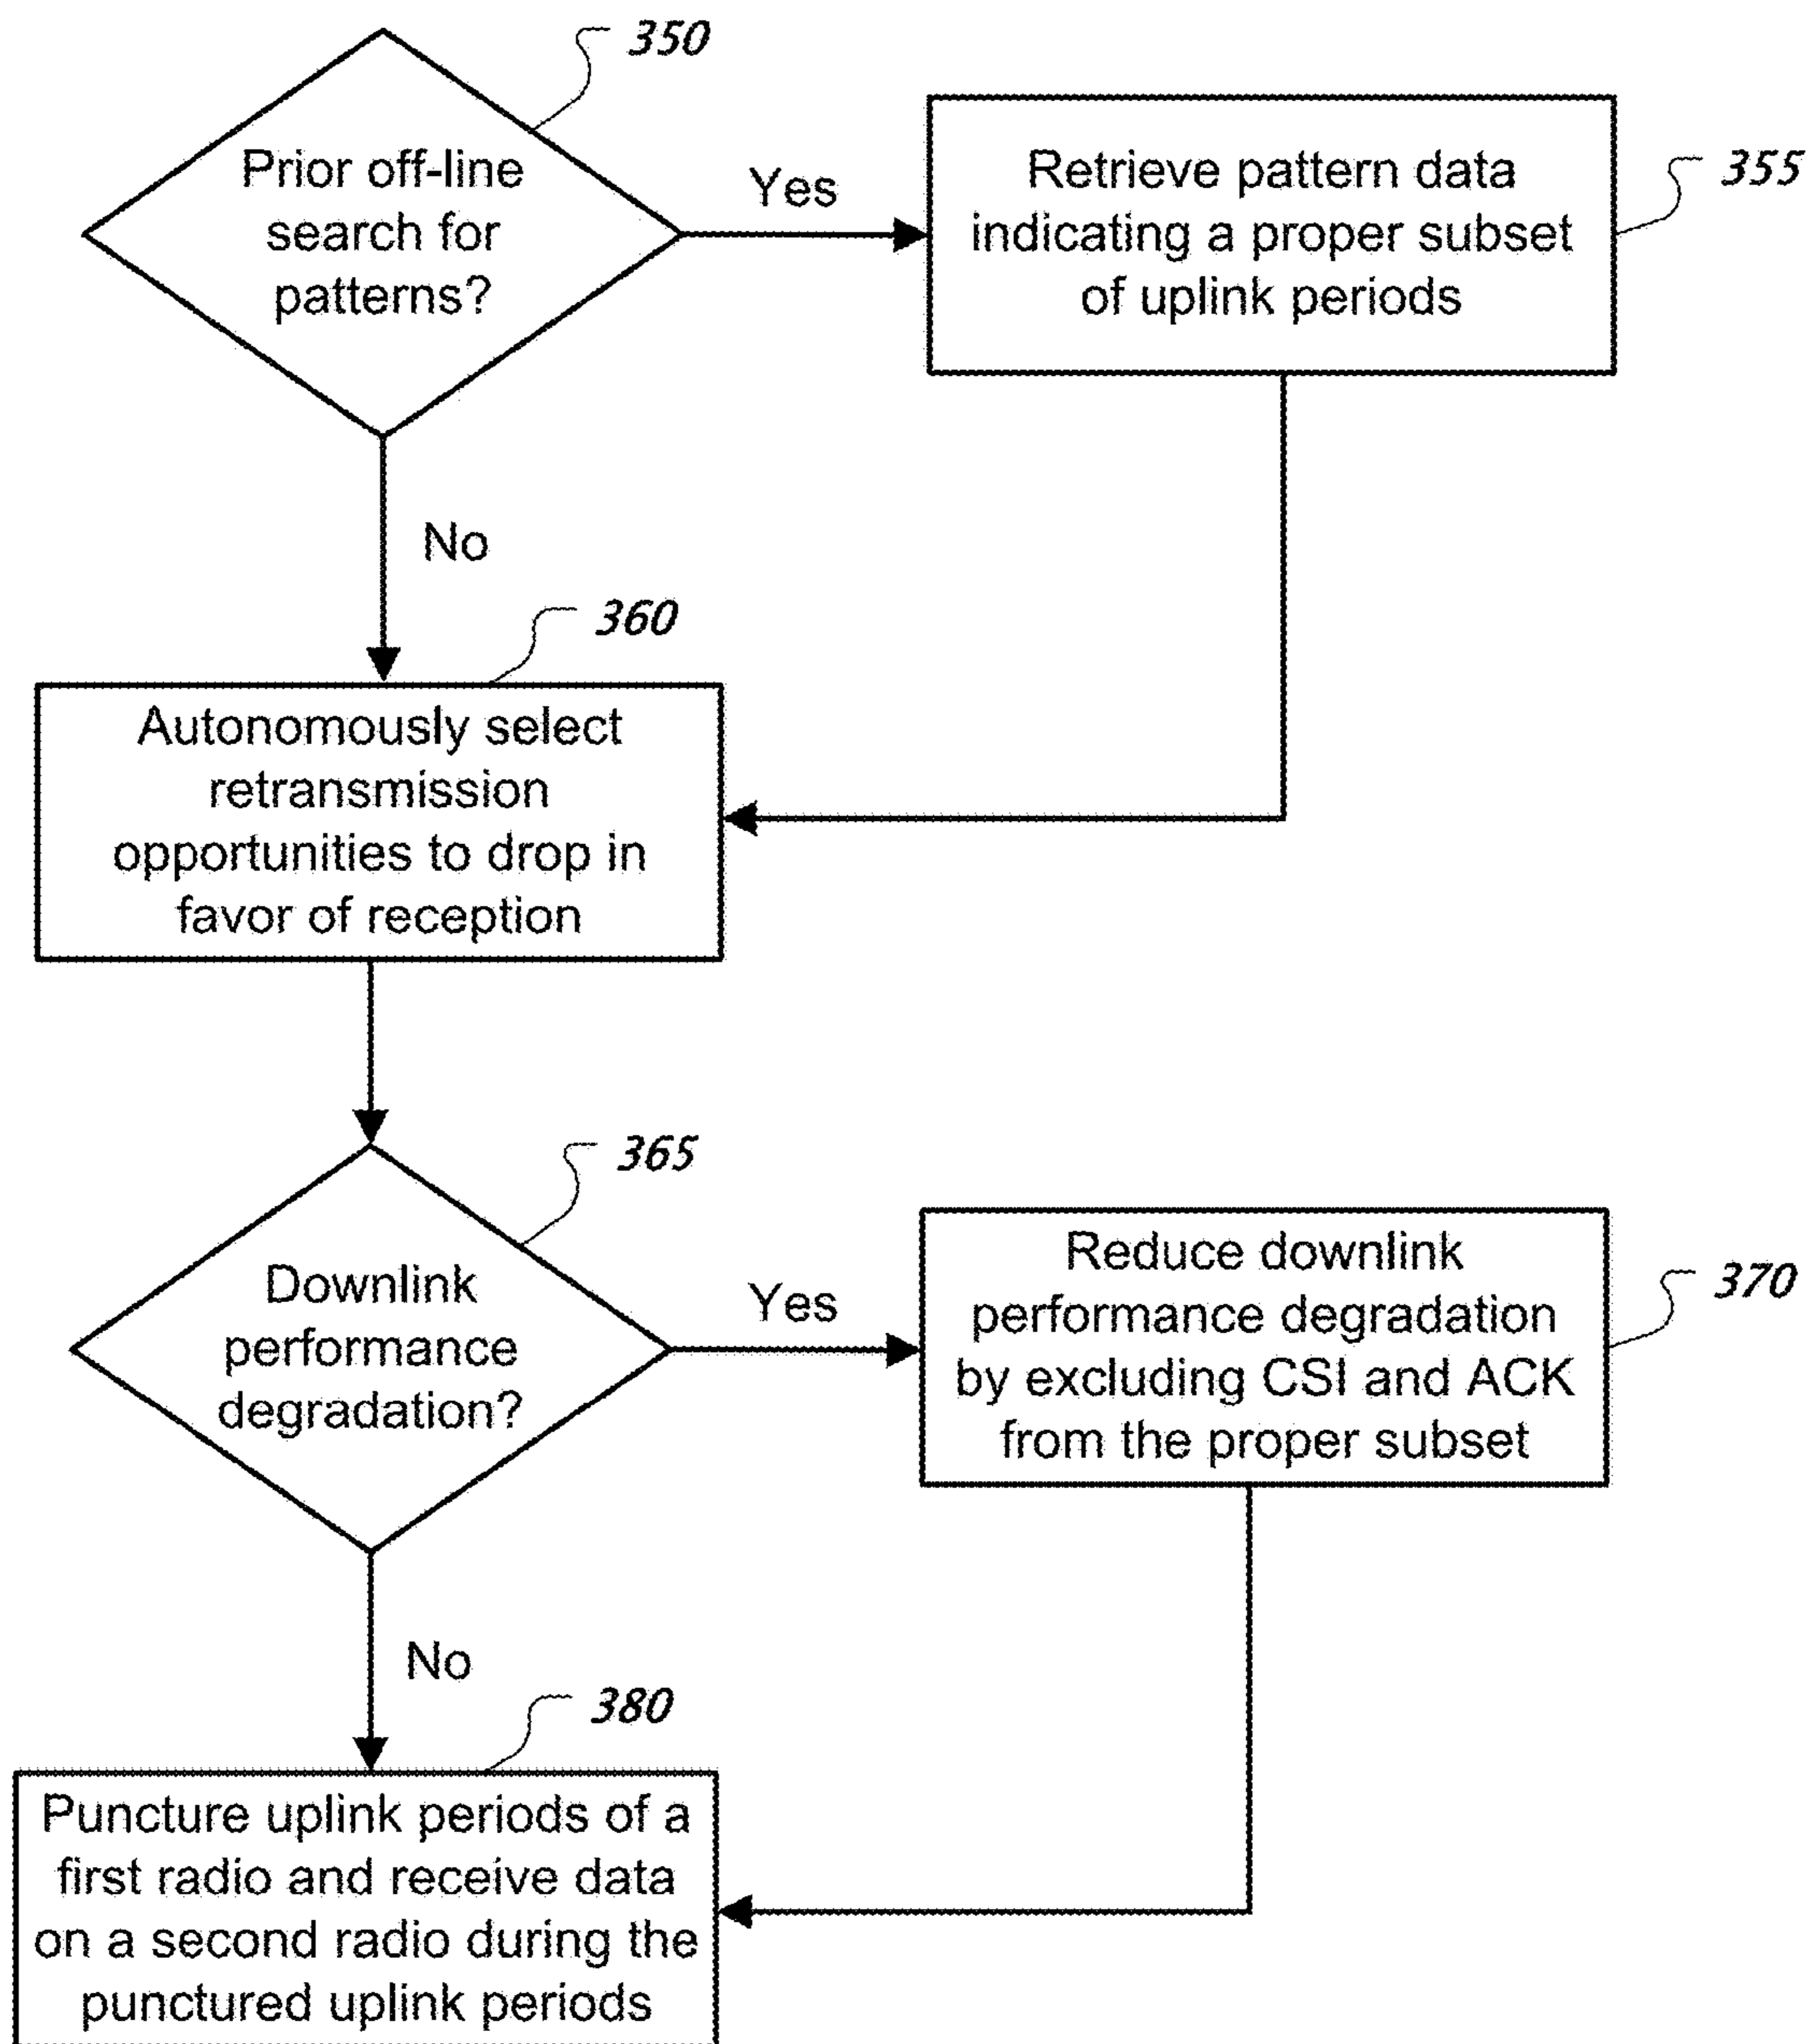 350
Prior off-line
search for
patterns?
Yes
Retrieve pattern data
indicating a proper subset
of uplink periods
355
No
360
Autonomously select
retransmission
opportunities to drop in
favor of reception
365
Downlink
performance
degradation?
Yes
Reduce downlink
performance degradation
by excluding CSI and ACK
from the proper subset
370
No
380
Puncture uplink periods of a
first radio and receive data
on a second radio during the
punctured uplink periods